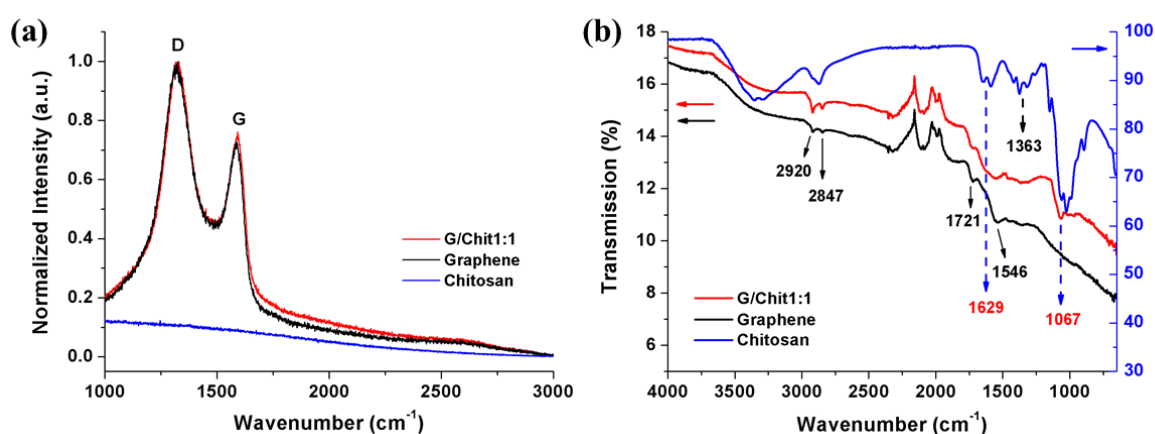 (a)
D
G
1.0
0.8
0.6
0.4
0.2
0.0
Normalized Intensity (a.u.)
G/Chit1:1
Graphene
Chitosan
1000 1500 2000 2500 3000
Wavenumber (cm⁻¹)
(b)
18
16
14
12
10
8
6
Transmission (%)
100
90
80
70
60
50
40
30
2920
2847
1721
1546
1363
1629
1067
G/Chit1:1
Graphene
Chitosan
4000 3500 3000 2500 2000 1500 1000
Wavenumber (cm⁻¹)